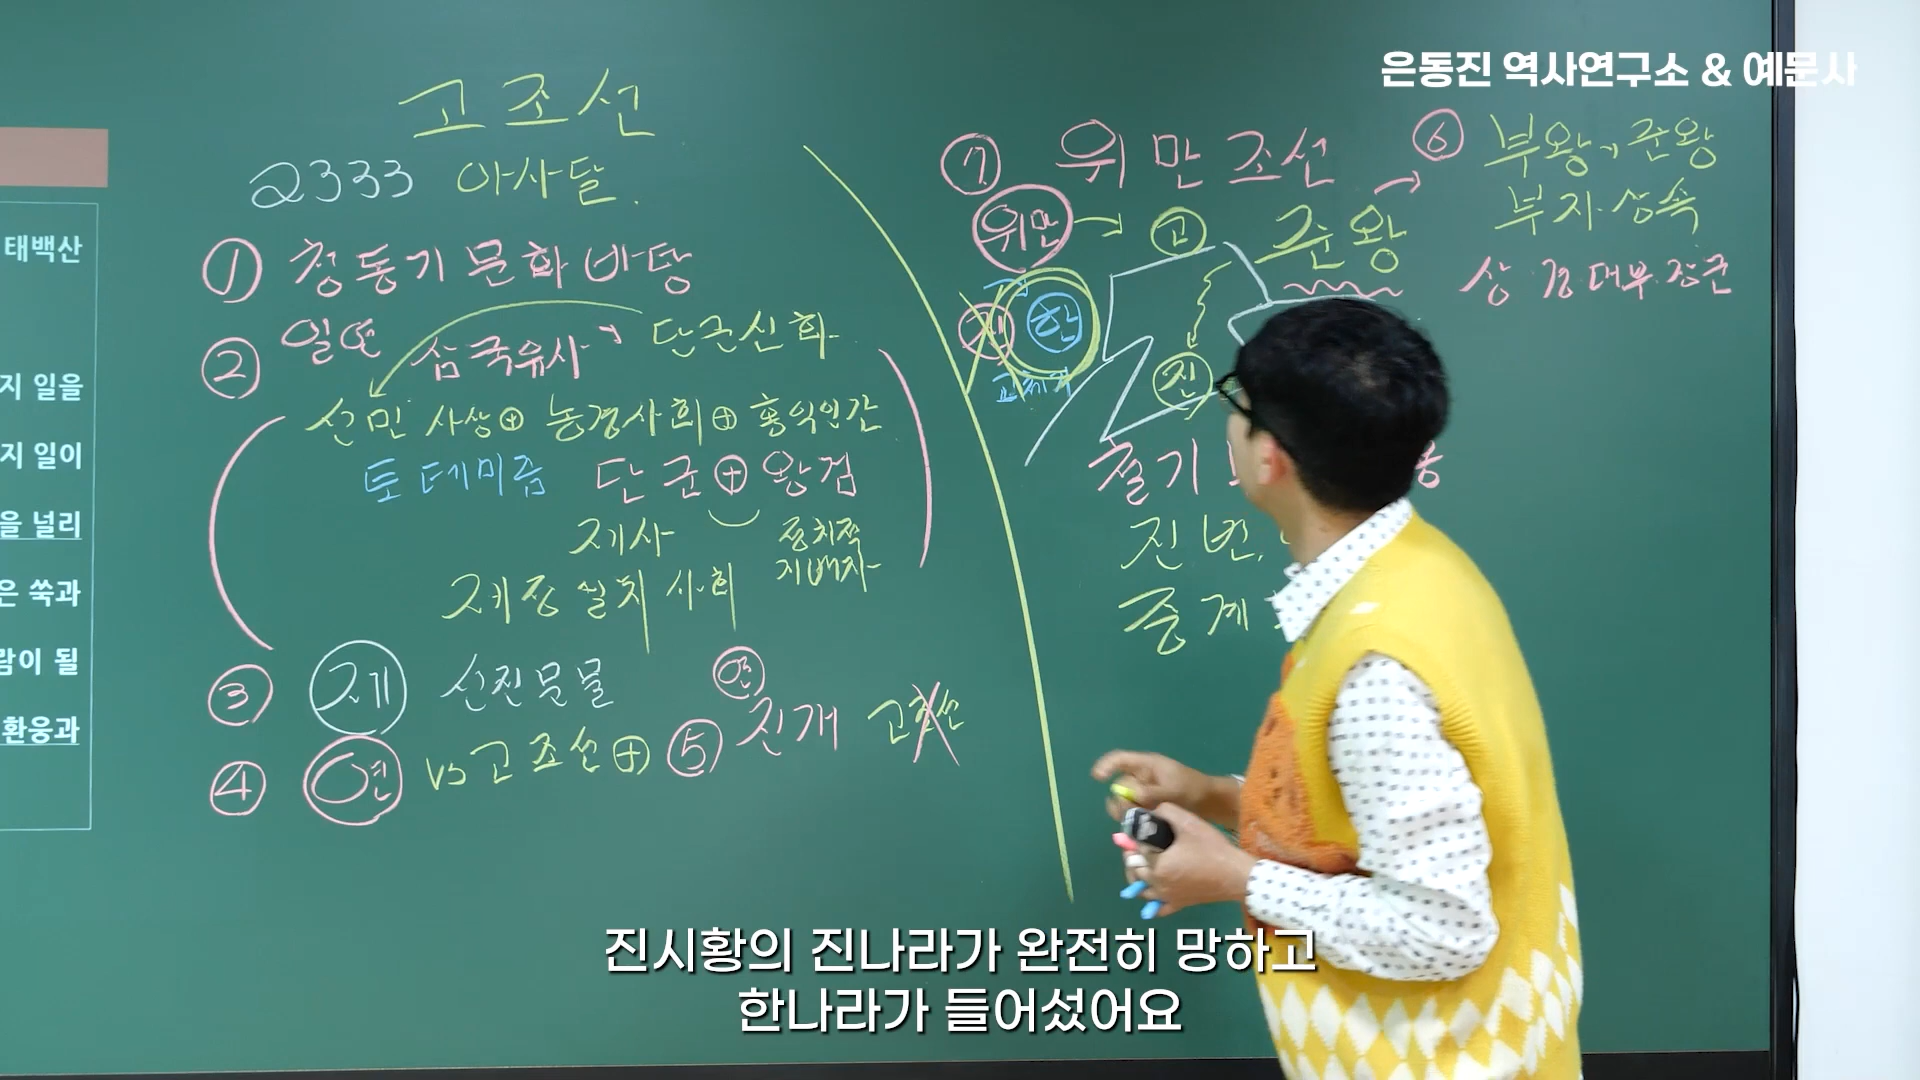 은동진 역사연구소 & 예문사
태백산
지 일을
지 일이
을 널리
은 쑥과
람이 될
환웅과
고조선
2333 아사달.
① 청동기 문화 바탕
② 일연 삼국유사 → 단군신화
선민 사상 ⊕ 농경사회 ⊕ 홍익인간
토테미즘 단군 ⊕ 왕검
제사 정치적 지배자
제정일치 사회
③ 제 선진문물
④ 연 vs 고조선 ⊕ ⑤ 연 진개 고조선
⑦ 위만조선
위만 → 고 준왕
진 한
진
철기
진 번
중계
⑥ 부왕, 준왕
부자상속
상 경 대부 장군
진시황의 진나라가 완전히 망하고
한나라가 들어섰어요